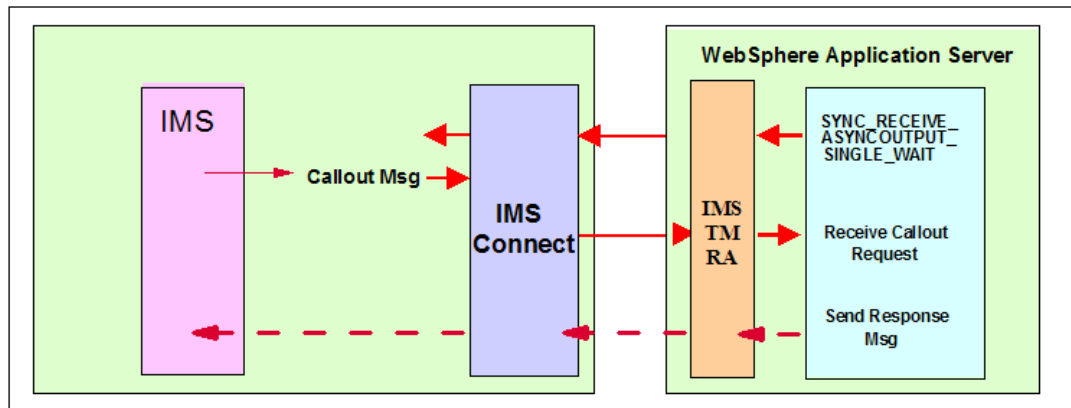 WebSphere Application Server
IMS
Callout Msg
IMS
Connect
IMS
TM
RA
SYNC_RECEIVE_
ASYNCOUTPUT_
SINGLE_WAIT
Receive Callout
Request
Send Response
Msg